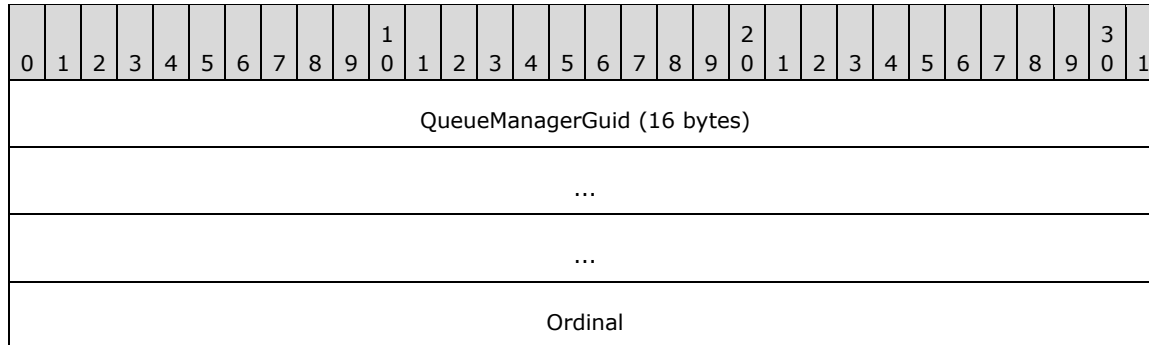 1 2 3
0 1 2 3 4 5 6 7 8 9 0 1 2 3 4 5 6 7 8 9 0 1 2 3 4 5 6 7 8 9 0 1
QueueManagerGuid (16 bytes)
...
...
Ordinal